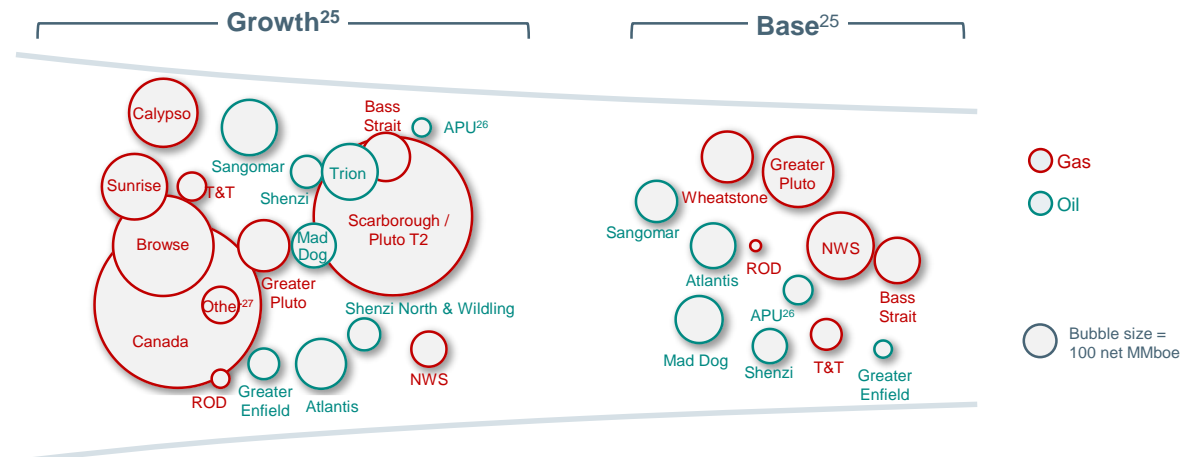 Growth25
Base25
Calypso
Sangomar
Bass
Strait
APU26
Sunrise
T&T
Shenzi
Trion
Scarborough /
Pluto T2
Browse
Mad
Dog
Greater
Pluto
Other27
Canada
Shenzi North & Wildling
NWS
ROD
Greater
Enfield
Atlantis
Wheatstone
Greater
Pluto
Sangomar
Atlantis
ROD
NWS
Bass
Strait
APU26
Mad Dog
Shenzi
T&T
Greater
Enfield
Gas
Oil
Bubble size =
100 net MMboe